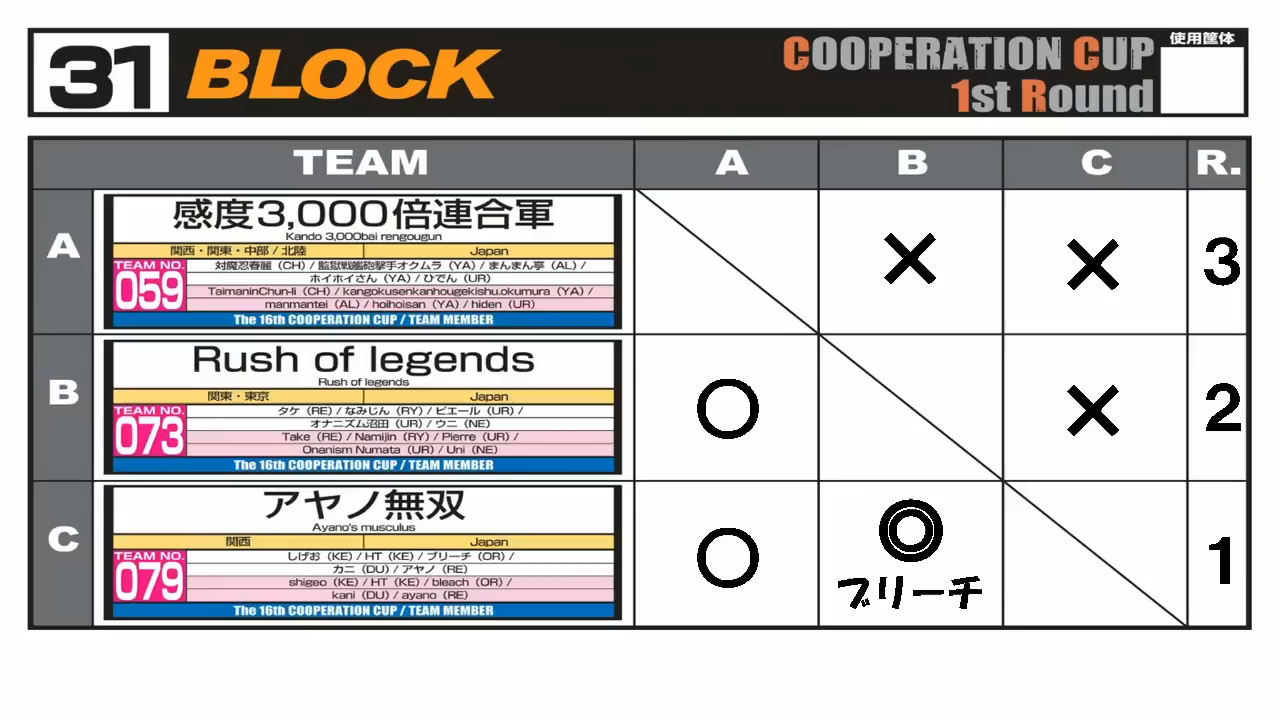 31 BLOCK
COOPERATION CUP
1st Round
使用筐体
TEAM A B C R.
A
感度3,000倍連合軍
Kando 3,000bai rengougun
関西・関東・中部 / 北陸 Japan
TEAM NO.
059
対魔忍春麗（CH）/ 監獄戦艦砲撃手オクムラ（YA）/ まんまん亭（AL）/
ホイホイさん（YA）/ ひでん（UR）
TaimaninChun-li（CH）/ kangokusenkanhougekishu.okumura（YA）/
manmantei（AL）/ hoihoisan（YA）/ hiden（UR）
The 16th COOPERATION CUP / TEAM MEMBER
× × 3
B
Rush of legends
Rush of legends
関東・東京 Japan
TEAM NO.
073
タケ（RE）/ なみじん（RY）/ ピエール（UR）/
オナニズム沼田（UR）/ ウニ（NE）
Take（RE）/ Namijin（RY）/ Pierre（UR）/
Onanism Numata（UR）/ Uni（NE）
The 16th COOPERATION CUP / TEAM MEMBER
○ × 2
C
アヤノ無双
Ayano's musculus
関西 Japan
TEAM NO.
079
しげお（KE）/ HT（KE）/ ブリーチ（OR）/
カニ（DU）/ アヤノ（RE）
shigeo（KE）/ HT（KE）/ bleach（OR）/
kani（DU）/ ayano（RE）
The 16th COOPERATION CUP / TEAM MEMBER
○ ◎ 1
ブリーチ